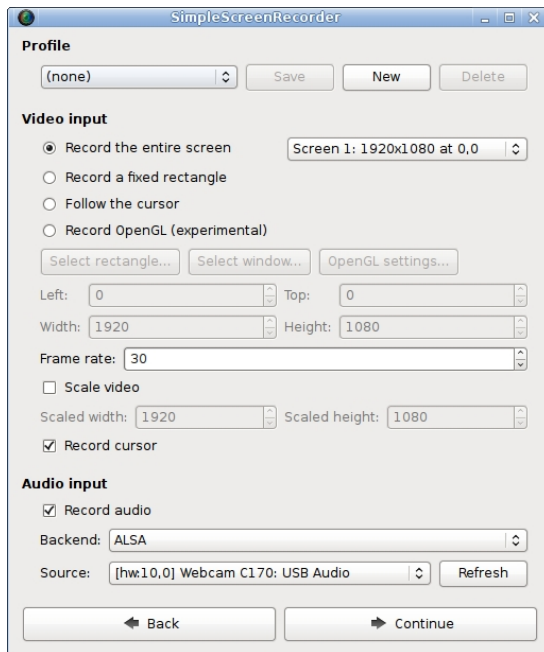 SimpleScreenRecorder
Profile
(none) Save New Delete
Video input
Record the entire screen Screen 1: 1920x1080 at 0,0
Record a fixed rectangle
Follow the cursor
Record OpenGL (experimental)
Select rectangle... Select window... OpenGL settings...
Left: 0 Top: 0
Width: 1920 Height: 1080
Frame rate: 30
Scale video
Scaled width: 1920 Scaled height: 1080
Record cursor
Audio input
Record audio
Backend: ALSA
Source: [hw:10,0] Webcam C170: USB Audio Refresh
Back Continue